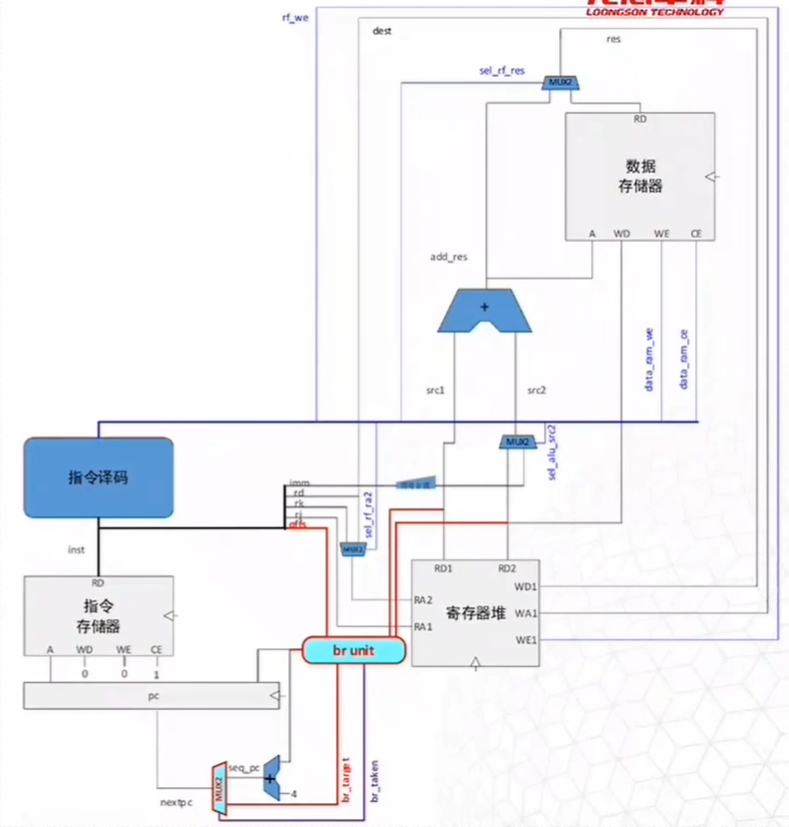 LOONGSON TECHNOLOGY
rf_we
dest
res
sel_rf_res
MUX2
RD
数据
存储器
A WD WE CE
add_res
+
data_ram_we
data_ram_ce
src1
src2
MUX2
sel_alu_src2
指令译码
imm
rd
rk
rj
offs
sel_rf_ra2
MUX2
inst
RD
指令
存储器
A WD WE CE
0 0 1
pc
RD1 RD2
RA2
RA1
寄存器堆
WD1
WA1
WE1
br unit
seq_pc
+
4
MUX2
nextpc
br_target
br_taken